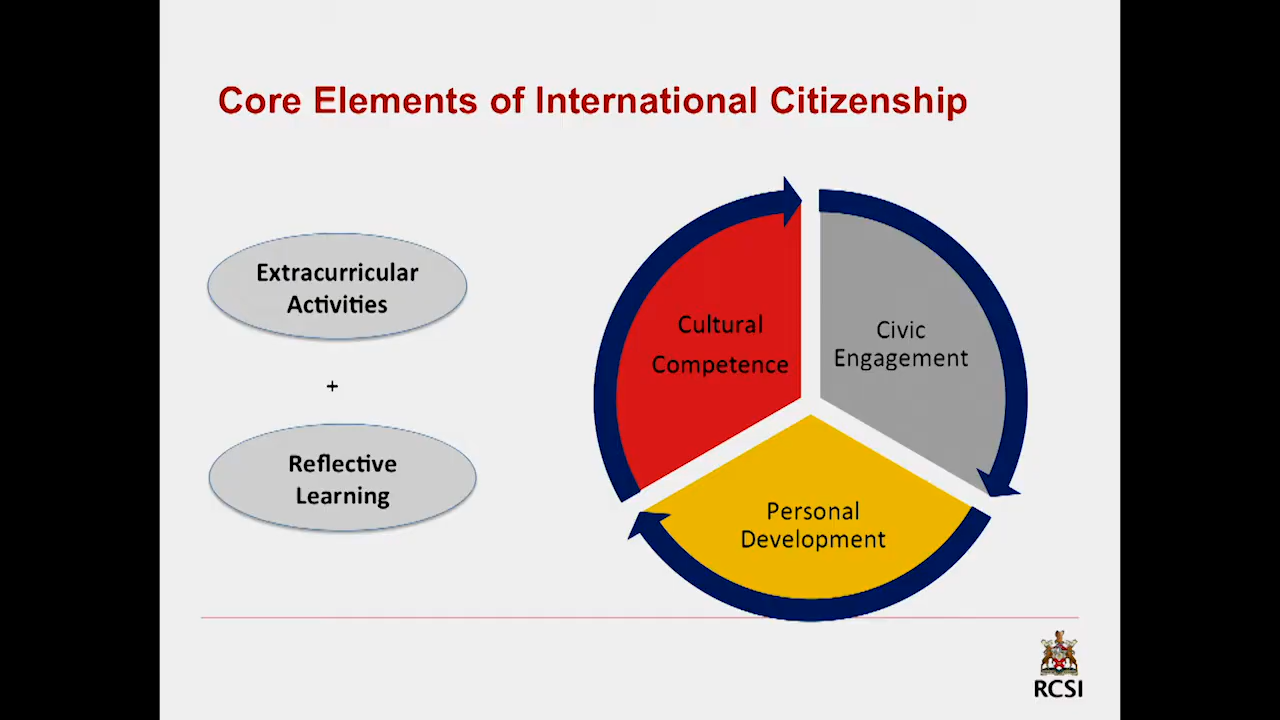 Core Elements of International Citizenship
Extracurricular
Activities
+
Reflective
Learning
Cultural
Competence
Civic
Engagement
Personal
Development
RCSI